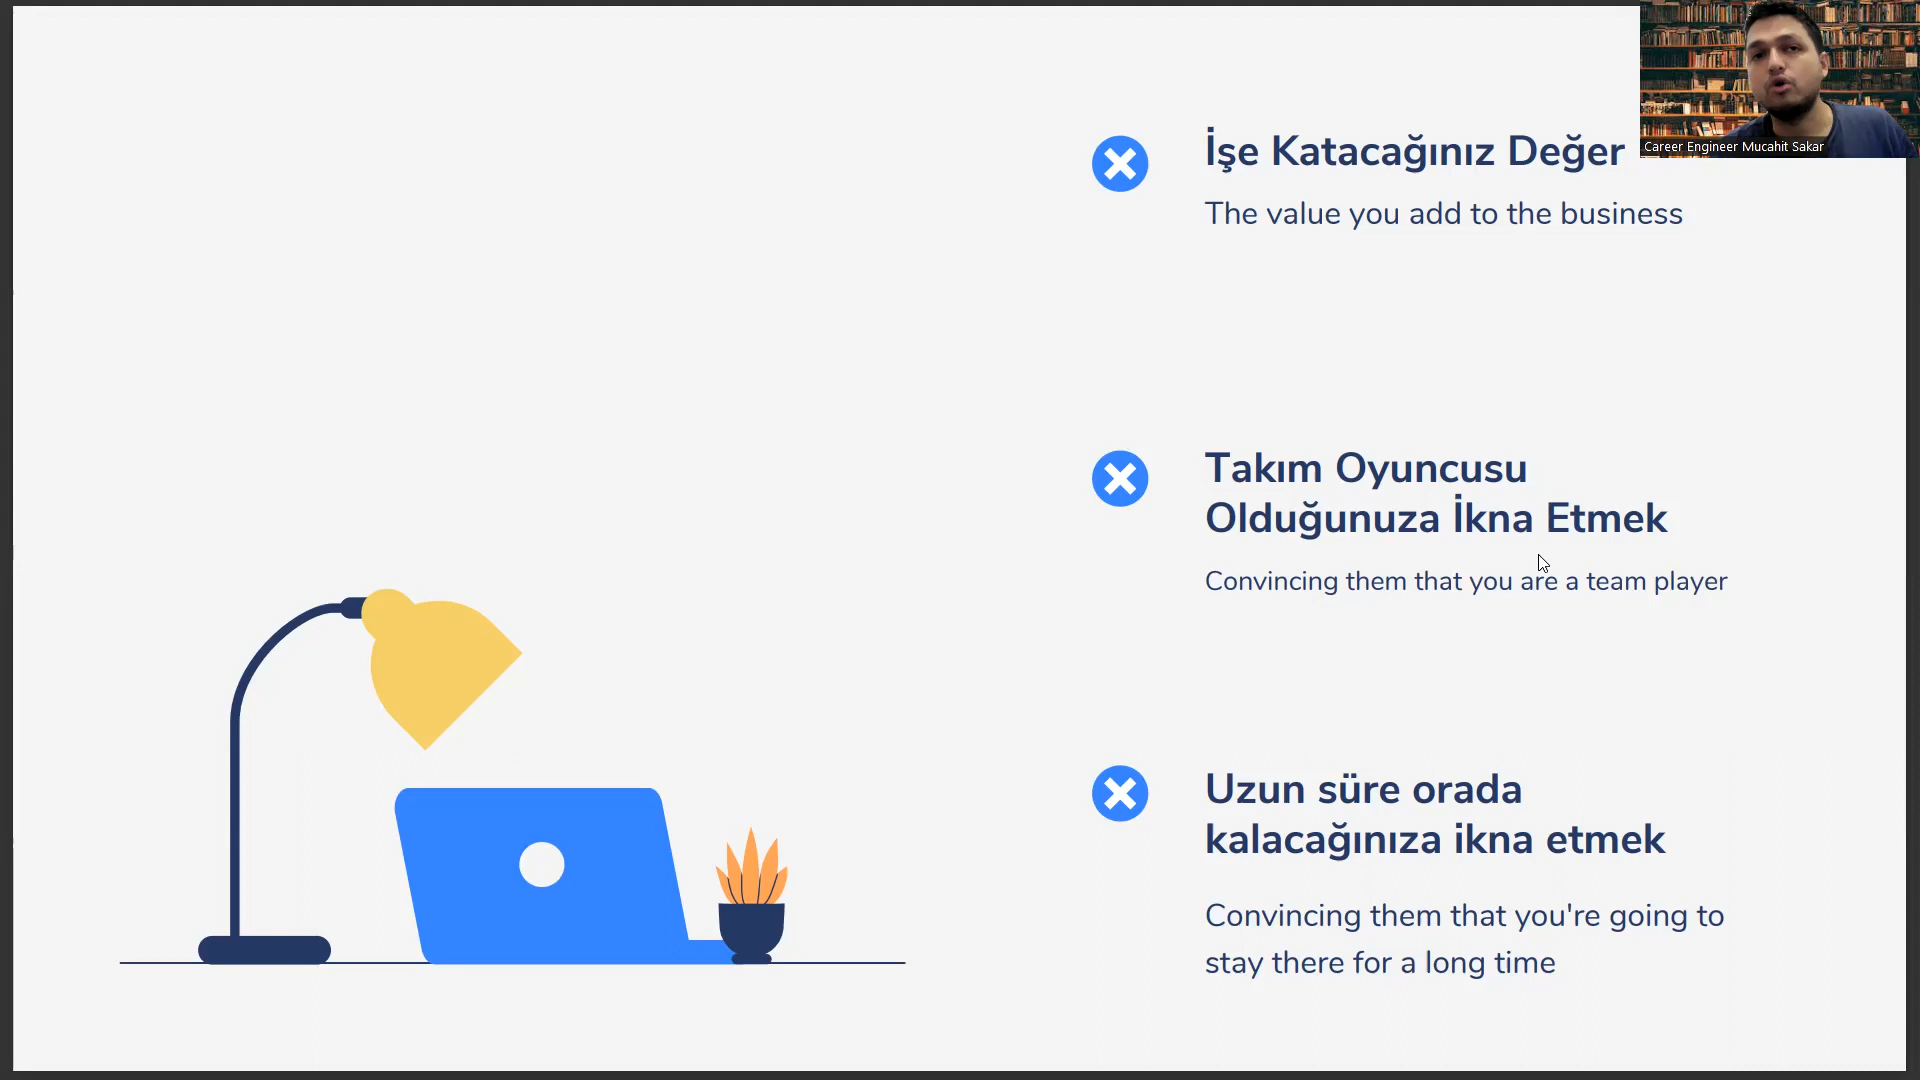 İşe Katacağınız Değer
The value you add to the business
Career Engineer Mucahit Sakar
Takım Oyuncusu
Olduğunuza İkna Etmek
Convincing them that you are a team player
Uzun süre orada
kalacağınıza ikna etmek
Convincing them that you're going to
stay there for a long time